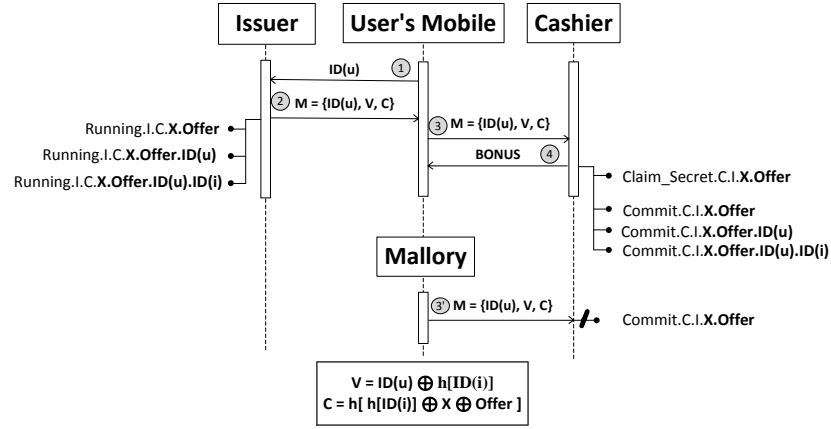 Issuer
User's Mobile
Cashier
ID(u)
1
2
M = {ID(u), V, C}
Running.I.C.X.Offer
Running.I.C.X.Offer.ID(u)
Running.I.C.X.Offer.ID(u).ID(i)
3
M = {ID(u), V, C}
BONUS
4
Claim_Secret.C.I.X.Offer
Commit.C.I.X.Offer
Commit.C.I.X.Offer.ID(u)
Commit.C.I.X.Offer.ID(u).ID(i)
Mallory
3'
M = {ID(u), V, C}
Commit.C.I.X.Offer
V = ID(u) ⊕ h[ID(i)]
C = h[ h[ID(i)] ⊕ X ⊕ Offer ]